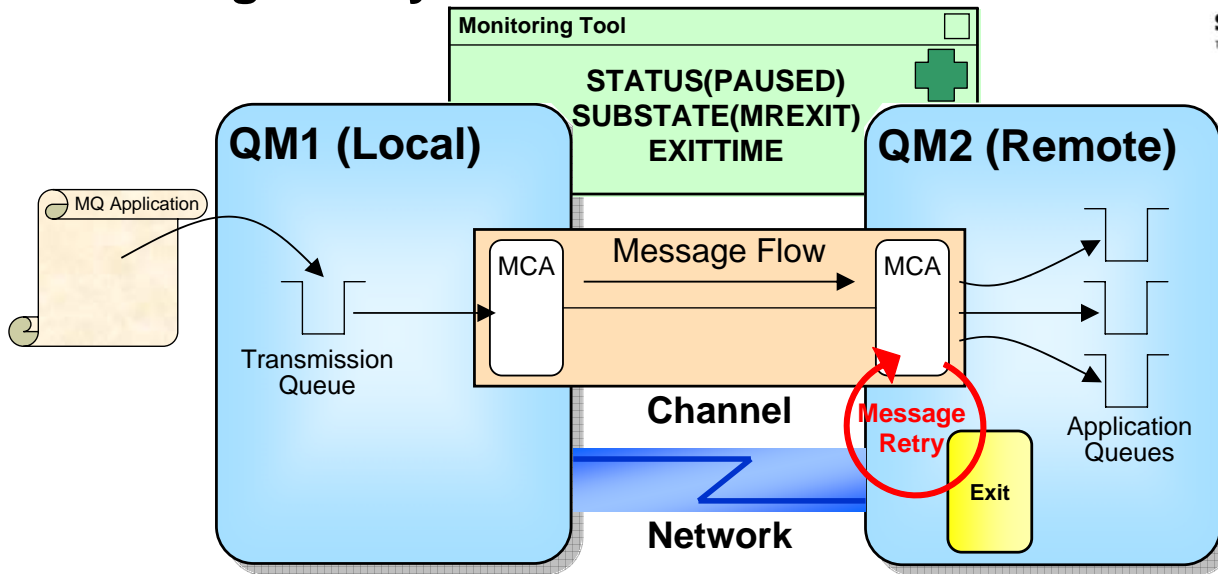 Monitoring Tool
STATUS(PAUSED)
SUBSTATE(MREXIT)
EXITTIME
QM1 (Local)
QM2 (Remote)
MQ Application
MCA
Message Flow
MCA
Transmission
Queue
Channel
Message
Retry
Application
Queues
Exit
Network